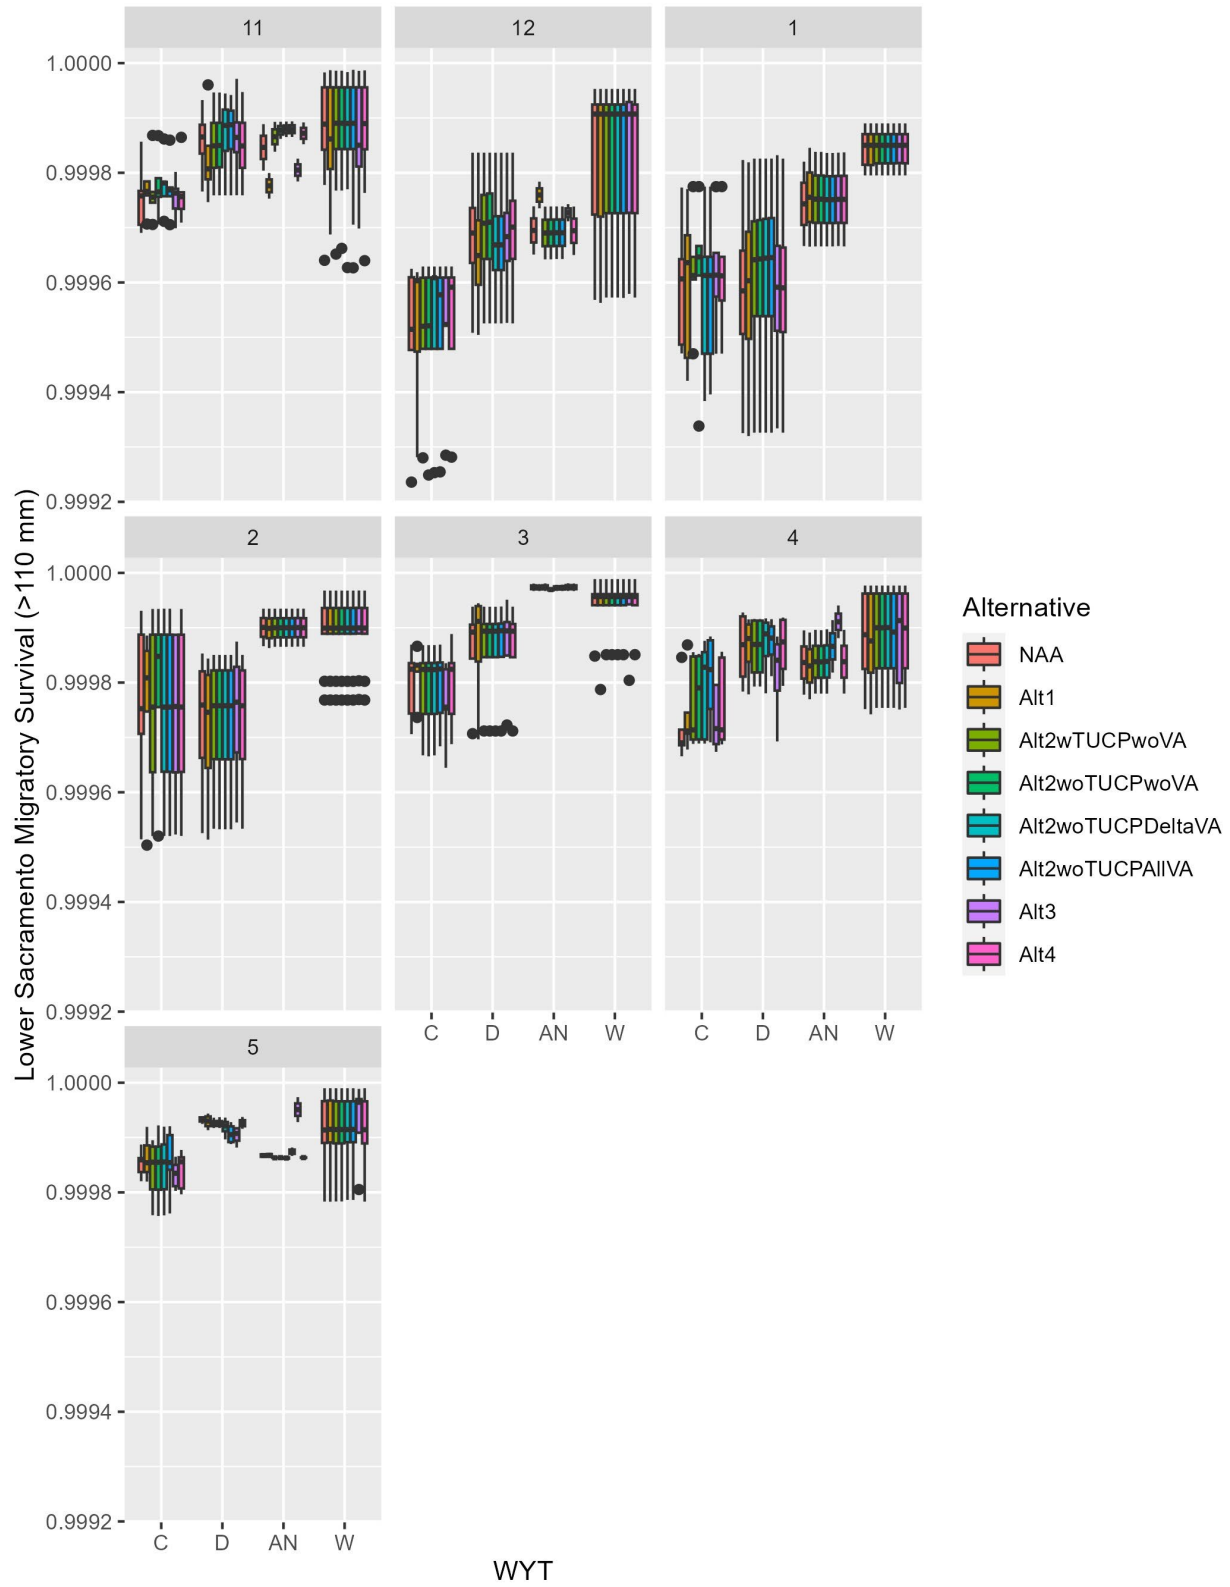 11 12 1
1.0000
0.9998
0.9996
0.9994
0.9992
2 3 4
1.0000
0.9998
0.9996
0.9994
0.9992
C D AN W C D AN W
5
1.0000
0.9998
0.9996
0.9994
0.9992
C D AN W
WYT
Lower Sacramento Migratory Survival (>110 mm)
Alternative
NAA
Alt1
Alt2wTUCPwoVA
Alt2woTUCPwoVA
Alt2woTUCPDeltaVA
Alt2woTUCPAllVA
Alt3
Alt4